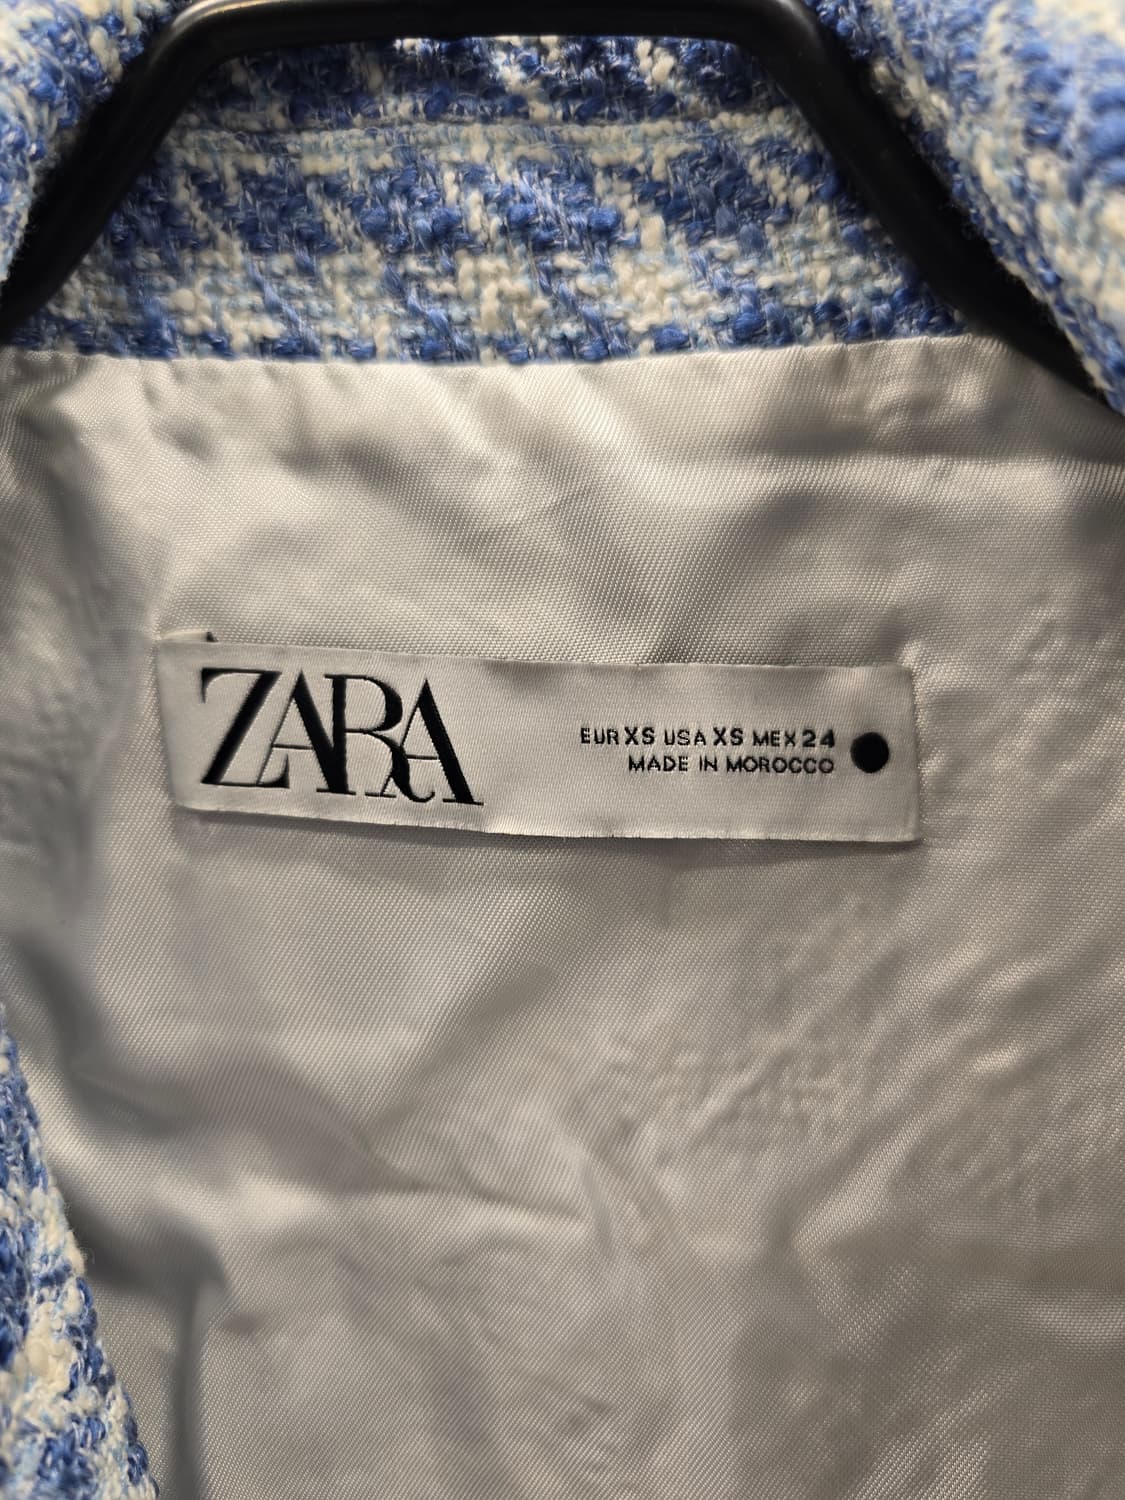 ZARA
EUR XS USA XS MEX 24
MADE IN MOROCCO